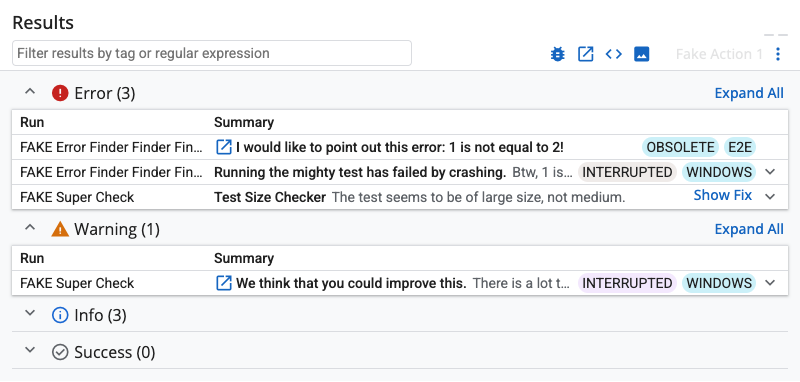 Results
Filter results by tag or regular expression
Fake Action 1
Error (3) Expand All
Run Summary
FAKE Error Finder Finder Fin... I would like to point out this error: 1 is not equal to 2! OBSOLETE E2E
FAKE Error Finder Finder Fin... Running the mighty test has failed by crashing. Btw, 1 is... INTERRUPTED WINDOWS
FAKE Super Check Test Size Checker The test seems to be of large size, not medium. Show Fix
Warning (1) Expand All
Run Summary
FAKE Super Check We think that you could improve this. There is a lot t... INTERRUPTED WINDOWS
Info (3)
Success (0)